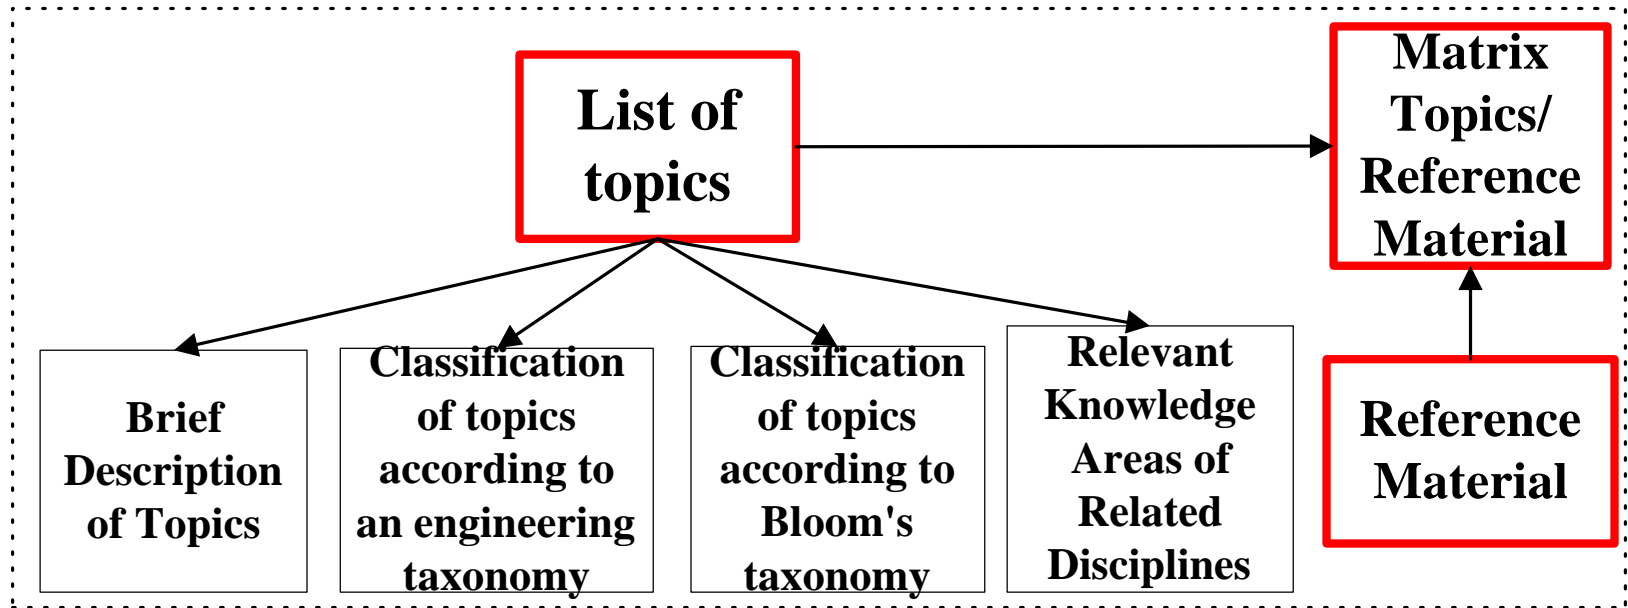 List of
topics
Matrix
Topics/
Reference
Material
Brief
Description
of Topics
Classification
of topics
according to
an engineering
taxonomy
Classification
of topics
according to
Bloom's
taxonomy
Relevant
Knowledge
Areas of
Related
Disciplines
Reference
Material